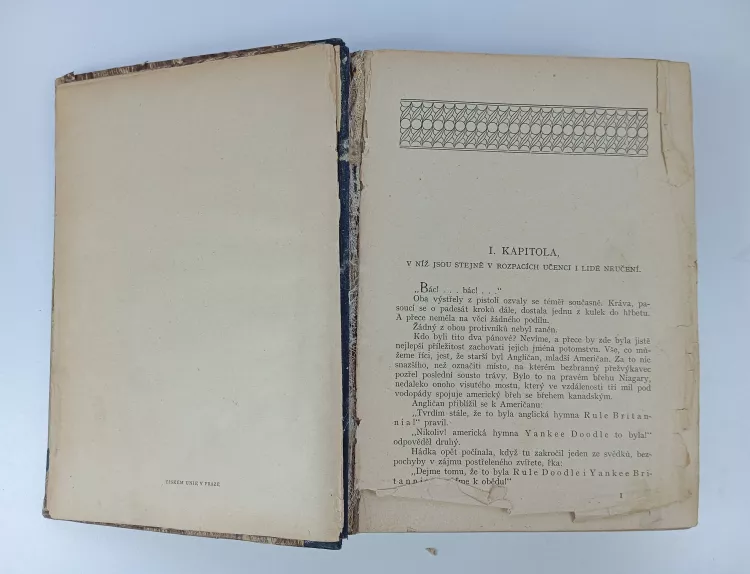 TISKEM UNIE V PRAZE
I. KAPITOLA,
V NÍŽ JSOU STEJNĚ V ROZPACÍCH UČENCI I LIDÉ NEUČENÍ.
„Bác! . . . bác! . . .“
Oba výstřely z pistolí ozvaly se téměř současně. Kráva, pa-
soucí se o padesát kroků dále, dostala jednu z kulek do hřbetu.
A přece neměla na věci žádného podílu.
Žádný z obou protivníků nebyl raněn.
Kdo byli tito dva pánové? Nevíme, a přece by zde byla jistě
nejlepší příležitost zachovati jejich jména potomstvu. Vše, co mů-
žeme říci, jest, že starší byl Angličan, mladší Američan. Za to nic
snazšího, než označiti místo, na kterém bezbranný přežvýkavec
pozřel poslední sousto trávy. Bylo to na pravém břehu Niagary,
nedaleko onoho visutého mostu, který ve vzdálenosti tří mil pod
vodopády spojuje americký břeh se břehem kanadským.
Angličan přiblížil se k Američanu:
„Tvrdím stále, že to byla anglická hymna Rule Britan-
nia!“ pravil.
„Nikoliv! americká hymna Yankee Doodle to byla!“
odpověděl druhý.
Hádka opět počínala, když tu zakročil jeden ze svědků, bez-
pochyby v zájmu postřeleného zvířete, řka:
„Dejme tomu, že to byla Rule Doodle i Yankee Bri-
k obědu!“
1